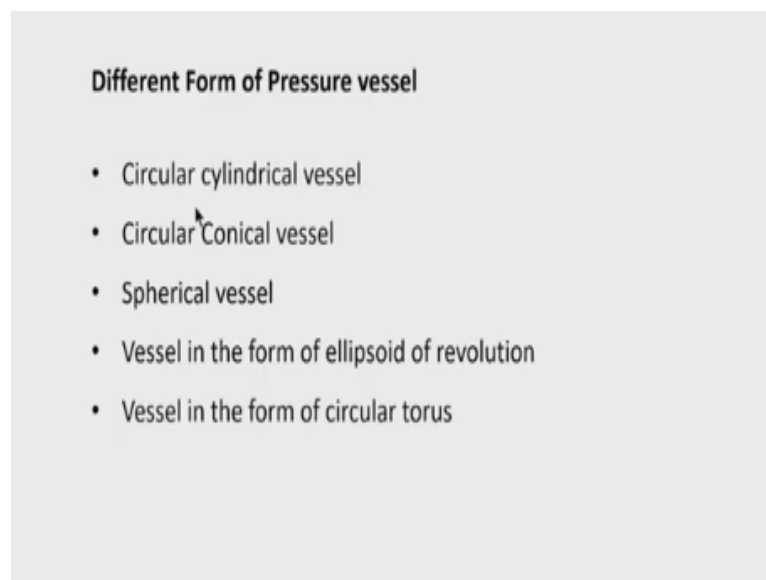 Different Form of Pressure vessel
• Circular cylindrical vessel
• Circular Conical vessel
• Spherical vessel
• Vessel in the form of ellipsoid of revolution
• Vessel in the form of circular torus